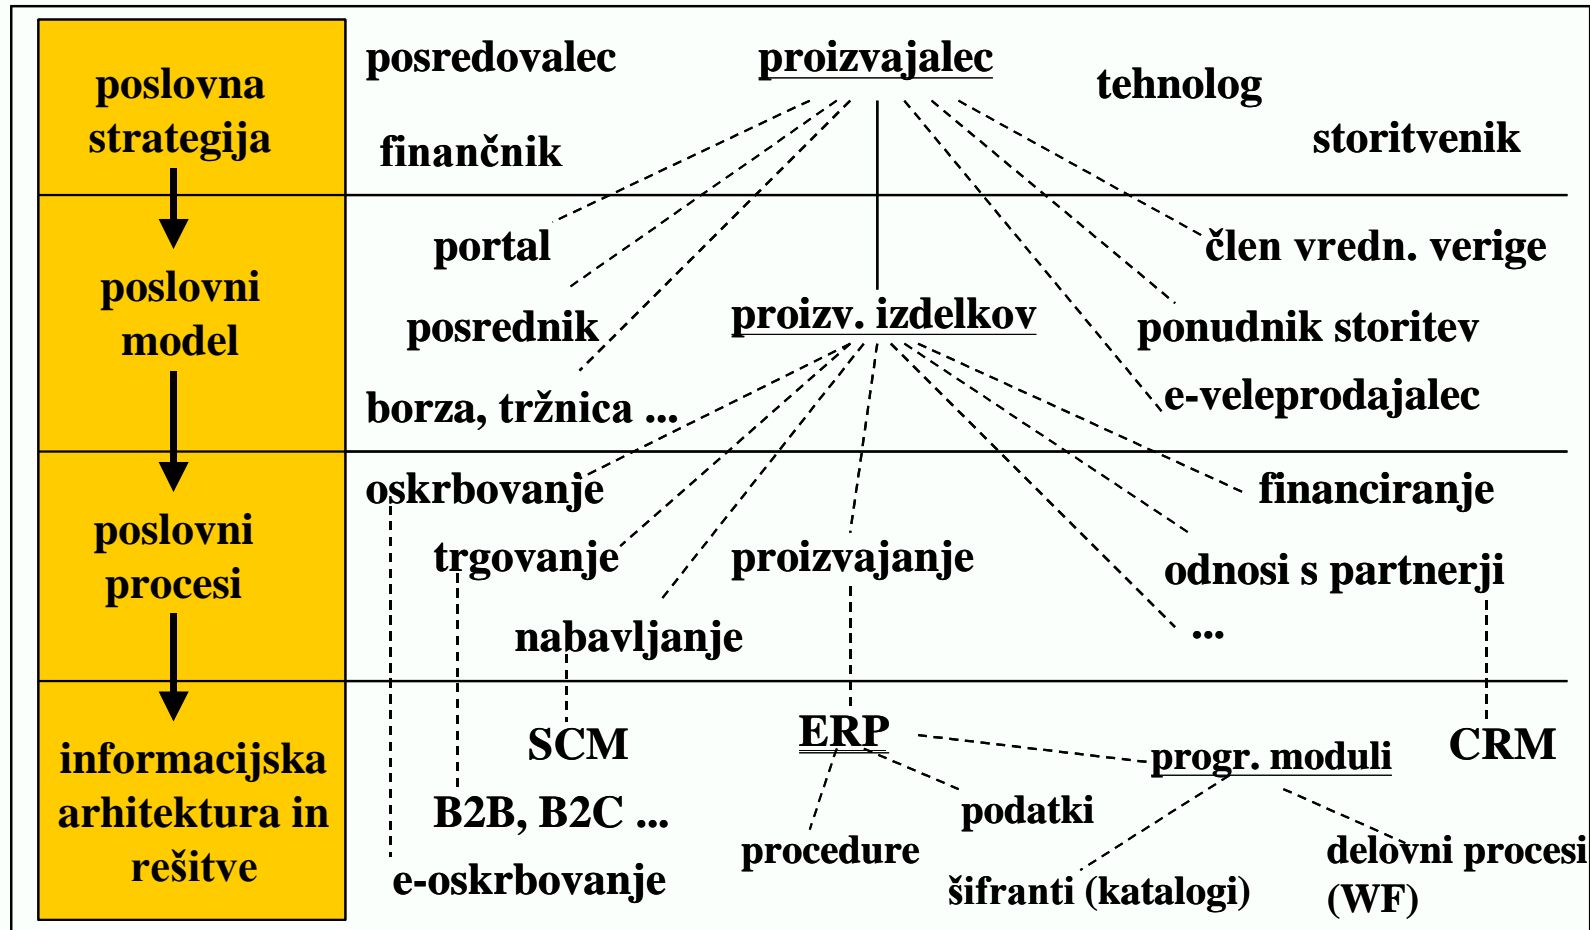 poslovna
strategija
posredovalec
proizvajalec
tehnolog
finančnik
storitvenik
poslovni
model
portal
člen vredn. verige
posrednik
proizv. izdelkov
ponudnik storitev
borza, tržnica ...
e-veleprodajalec
poslovni
procesi
oskrbovanje
financiranje
trgovanje
proizvajanje
odnosi s partnerji
nabavljanje
...
informacijska
arhitektura in
rešitve
SCM
ERP
progr. moduli
CRM
B2B, B2C ...
podatki
procedure
delovni procesi
(WF)
e-oskrbovanje
šifranti (katalogi)